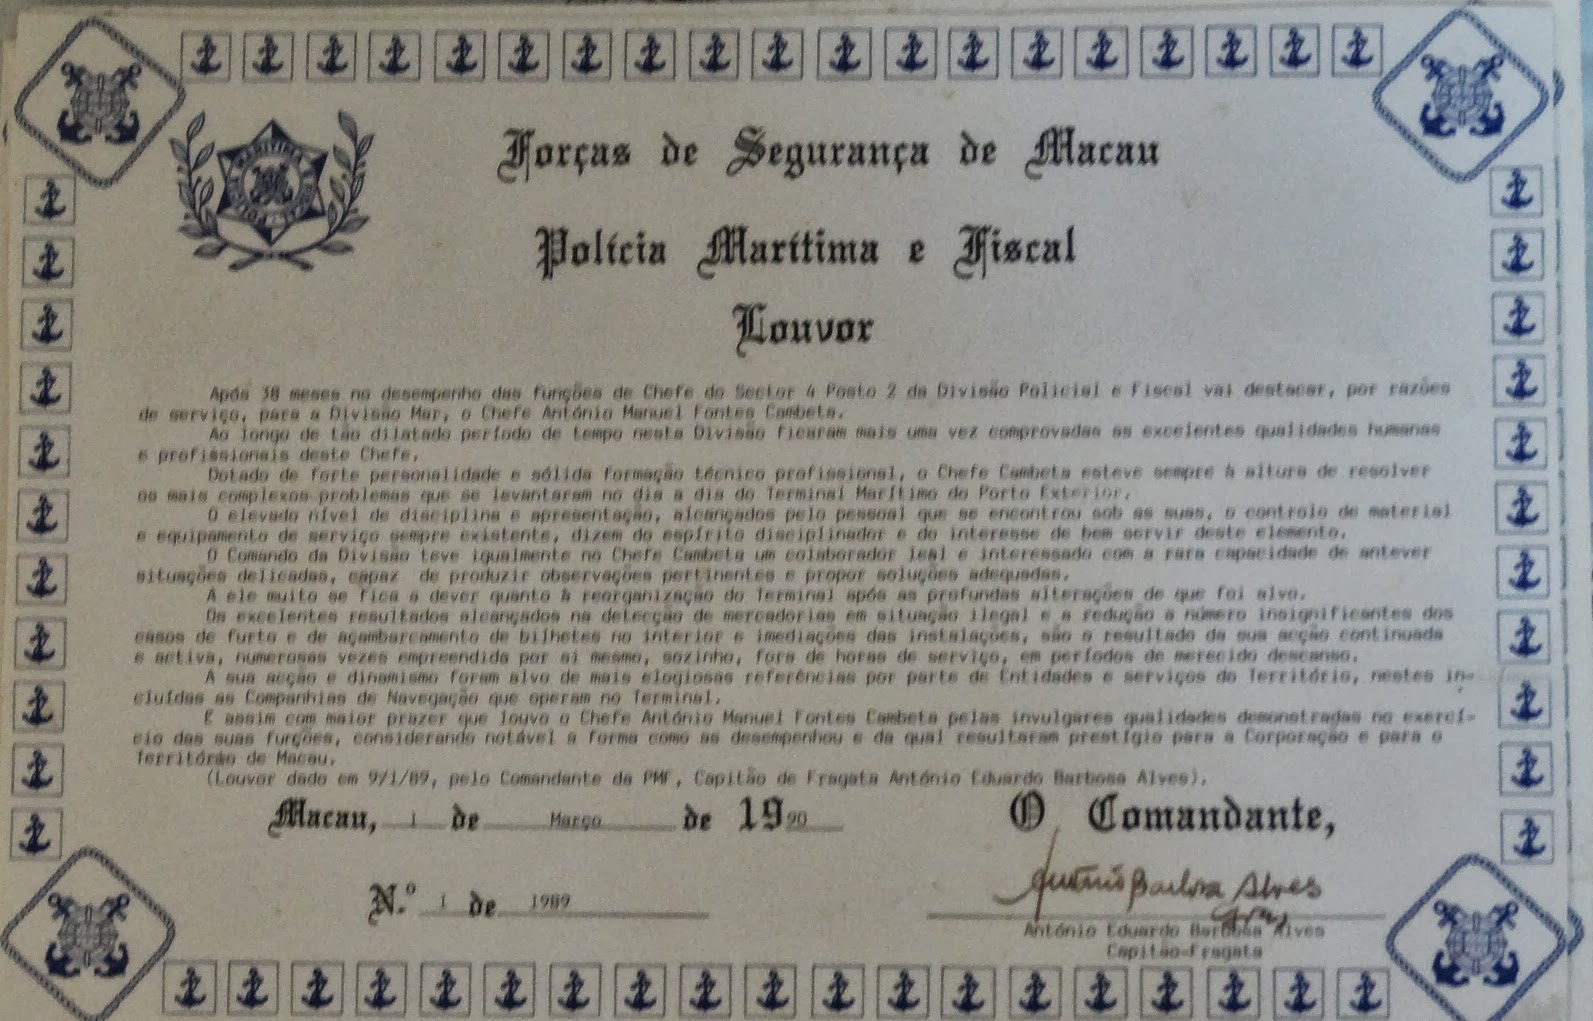 MARITIMA
POLI
Forças de Segurança de Macau
Polícia Marítima e Fiscal
Louvor
Após 38 meses no desempenho das funções de Chefe do Sector 4 Posto 2 da Divisão Policial e Fiscal vai destacar, por razões
de serviço, para a Divisão Mar, o Chefe António Manuel Fontes Cambeta.
Ao longo de tão dilatado período de tempo nesta Divisão ficaram mais uma vez comprovadas as excelentes qualidades humanas
e profissionais deste Chefe.
Dotado de forte personalidade e sólida formação técnico profissional, o Chefe Cambeta esteve sempre à altura de resolver
os mais complexos problemas que se levantaram no dia a dia do Terminal Marítimo do Porto Exterior.
O elevado nível de disciplina e apresentação, alcançados pelo pessoal que se encontrou sob as suas, o controlo de material
e equipamento de serviço sempre existente, dizem do espírito disciplinador e do interesse de bem servir deste elemento.
O Comando da Divisão teve igualmente no Chefe Cambeta um colaborador leal e interessado com a rara capacidade de antever
situações delicadas, capaz de produzir observações pertinentes e propor soluções adequadas.
A ele muito se fica a dever quanto à reorganização do Terminal após as profundas alterações de que foi alvo.
Os excelentes resultados alcançados na detecção de mercadorias em situação ilegal e a redução a número insignificantes dos
casos de furto e de açambarcamento de bilhetes no interior e imediações das instalações, são o resultado da sua acção continuada
e activa, numerosas vezes empreendida por si mesmo, sozinho, fora de horas de serviço, em períodos de merecido descanso.
A sua acção e dinamismo foram alvo de mais elogiosas referências por parte de Entidades e serviços do Território, nestes in-
cluídas as Companhias de Navegação que operam no Terminal.
E assim com maior prazer que louvo o Chefe António Manuel Fontes Cambeta pelas invulgares qualidades demonstradas no exercí-
cio das suas funções, considerando notável a forma como as desempenhou e da qual resultaram prestígio para a Corporação e para o
Território de Macau.
(Louvor dado em 9/1/89, pelo Comandante da PMF, Capitão de Fragata António Eduardo Barbosa Alves).
Macau, 1 de Março de 1990 O Comandante,
N.º 1 de 1989
António Barbosa Alves
António Eduardo Barbosa Alves
Capitão-Fragata